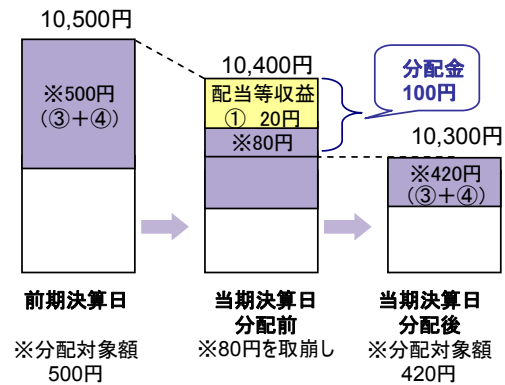 10,500円
※500円
(③+④)
10,400円
配当等収益
① 20円
※80円
分配金
100円
10,300円
※420円
(③+④)
前期決算日
※分配対象額
500円
当期決算日
分配前
※80円を取崩し
当期決算日
分配後
※分配対象額
420円